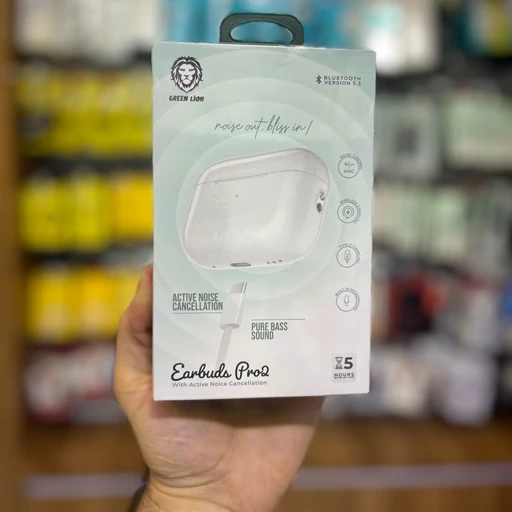 GREEN LION
BLUETOOTH
VERSION 5.3
noise out. bliss in!
ANC
ACTIVE NOISE
CANCELLATION
PURE BASS
SOUND
Earbuds Pro2
With Active Noice Cancellation
5
HOURS